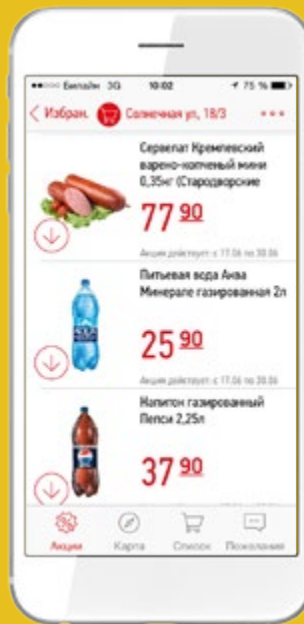 Билайн 3G 10:02 75 %
Избран. Солнечная ул, 18/3
Сервелат Кремлевский
варено-копченый мини
0,35кг (Стародворские
77 90
Акция действует: с 17.06 по 30.06
Питьевая вода Аква
Минерале газированная 2л
25 90
Акция действует: с 17.06 по 30.06
Напиток газированный
Пепси 2,25л
37 90
Акции Карта Список Пожелания